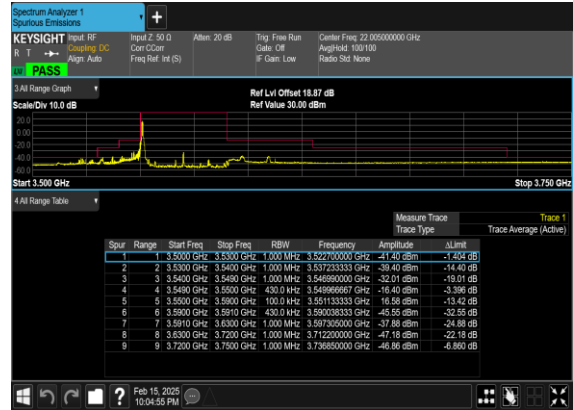 Spectrum Analyzer 1
Spurious Emissions
KEYSIGHT Input: RF Input Z: 50 Ω Atten: 20 dB Trig: Free Run Center Freq: 22.005000000 GHz
R T Coupling: DC Corr CCorr Gate: Off Avg|Hold: 100/100
Align: Auto Freq Ref: Int (S) IF Gain: Low Radio Std: None
PASS
3 All Range Graph
Ref Lvl Offset 18.87 dB
Scale/Div 10.0 dB Ref Value 30.00 dBm
20.0
0.00
-20.0
-40.0
-60.0
Start 3.500 GHz Stop 3.750 GHz
4 All Range Table
Measure Trace Trace 1
Trace Type Trace Average (Active)
Spur Range Start Freq Stop Freq RBW Frequency Amplitude ΔLimit
1 1 3.5000 GHz 3.5300 GHz 1.000 MHz 3.522700000 GHz -41.40 dBm -1.404 dB
2 2 3.5300 GHz 3.5400 GHz 1.000 MHz 3.537233333 GHz -39.40 dBm -14.40 dB
3 3 3.5400 GHz 3.5490 GHz 1.000 MHz 3.546990000 GHz -32.01 dBm -19.01 dB
4 4 3.5490 GHz 3.5500 GHz 430.0 kHz 3.549966667 GHz -16.40 dBm -3.396 dB
5 5 3.5500 GHz 3.5900 GHz 100.0 kHz 3.551133333 GHz 16.58 dBm -13.42 dB
6 6 3.5900 GHz 3.5910 GHz 430.0 kHz 3.590038333 GHz -45.55 dBm -32.55 dB
7 7 3.5910 GHz 3.6300 GHz 1.000 MHz 3.597305000 GHz -37.88 dBm -24.88 dB
8 8 3.6300 GHz 3.7200 GHz 1.000 MHz 3.712200000 GHz -47.18 dBm -22.18 dB
9 9 3.7200 GHz 3.7500 GHz 1.000 MHz 3.736850000 GHz -46.86 dBm -6.860 dB
Feb 15, 2025
10:04:55 PM